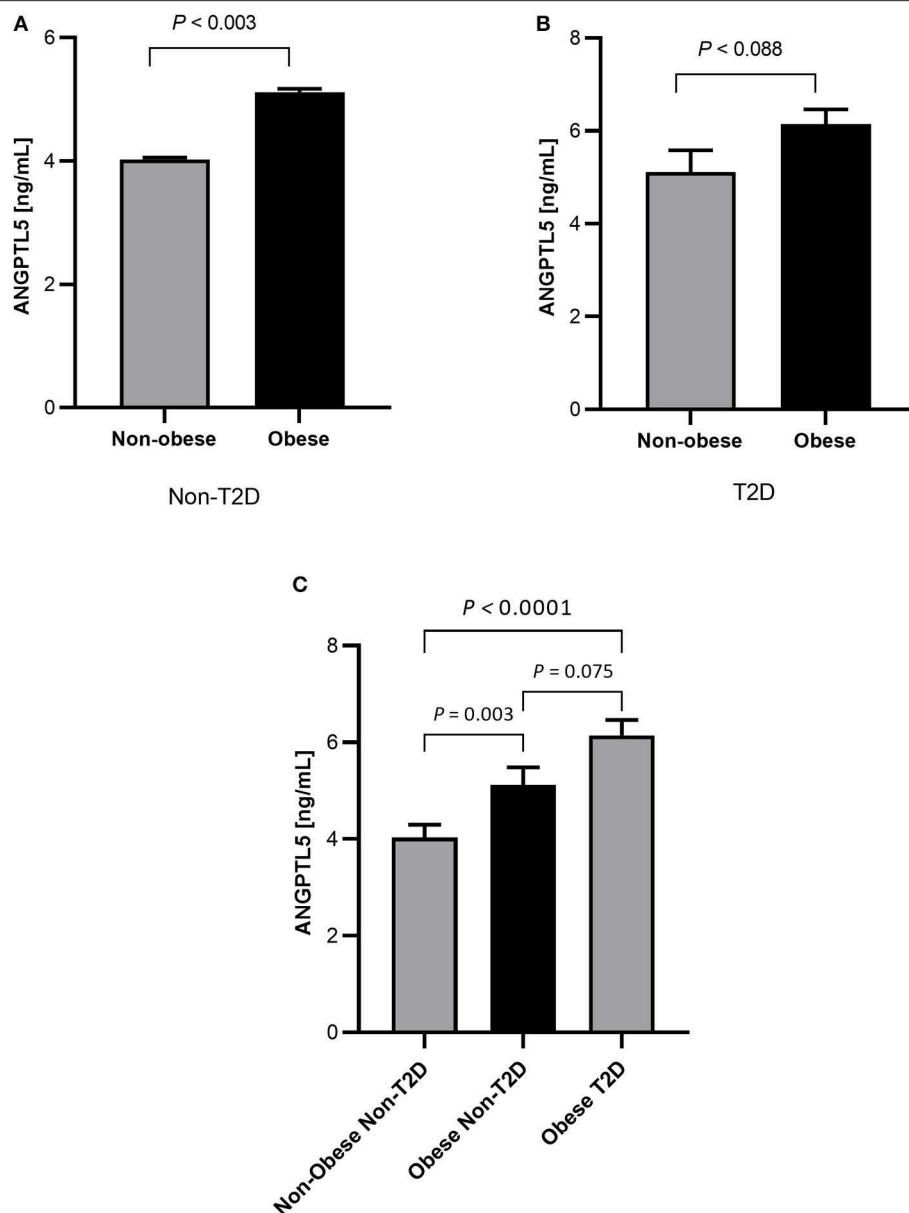 A
P < 0.003
6
4
2
0
ANGPTL5 [ng/mL]
Non-obese Obese
Non-T2D
B
P < 0.088
8
6
4
2
0
ANGPTL5 [ng/mL]
Non-obese Obese
T2D
C
P < 0.0001
P = 0.075
P = 0.003
8
6
4
2
0
ANGPTL5 [ng/mL]
Non-Obese Non-T2D
Obese Non-T2D
Obese T2D